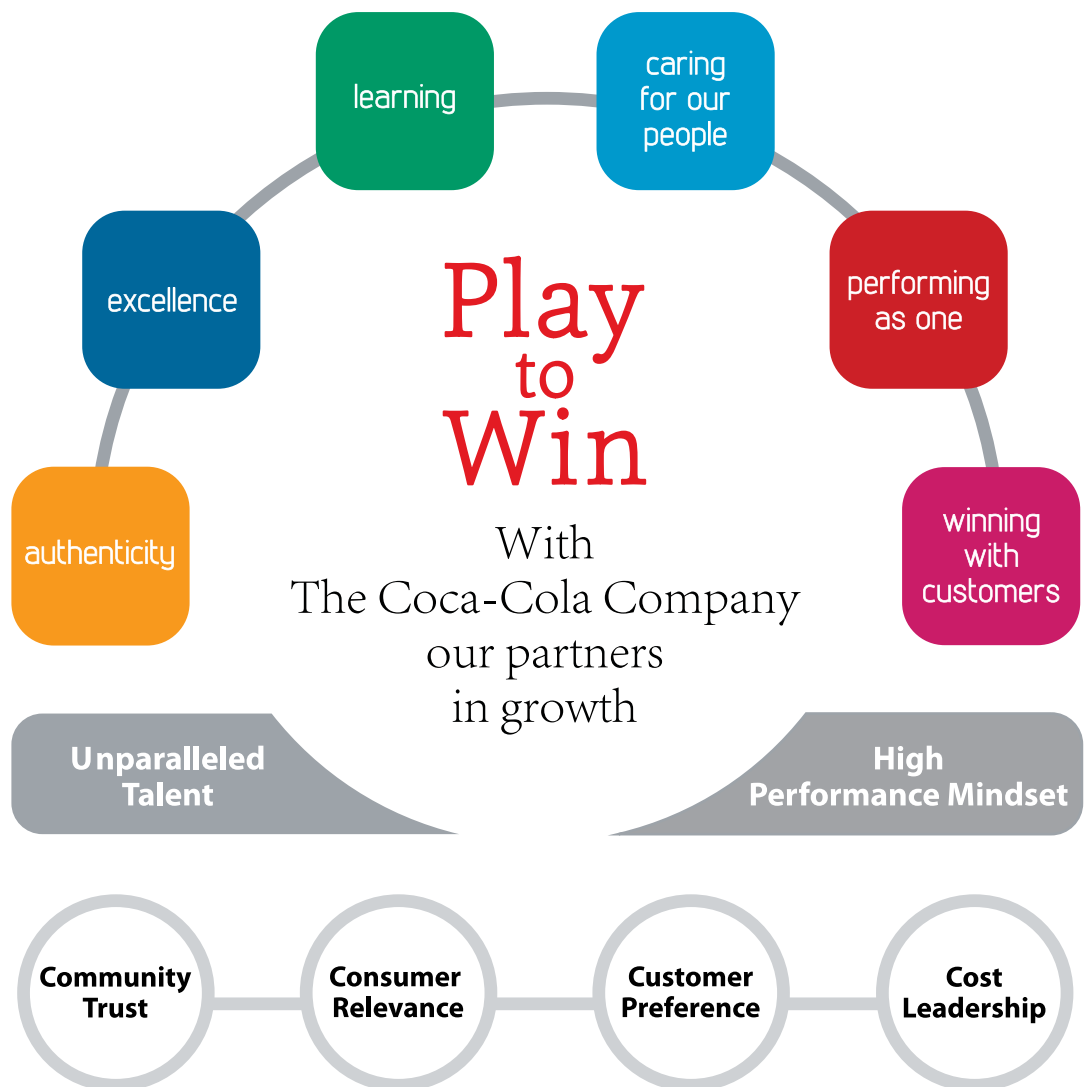 learning
caring
for our
people
excellence
performing
as one
Play
to
Win
authenticity
winning
with
customers
With
The Coca-Cola Company
our partners
in growth
Unparalleled
Talent
High
Performance Mindset
Community
Trust
Consumer
Relevance
Customer
Preference
Cost
Leadership